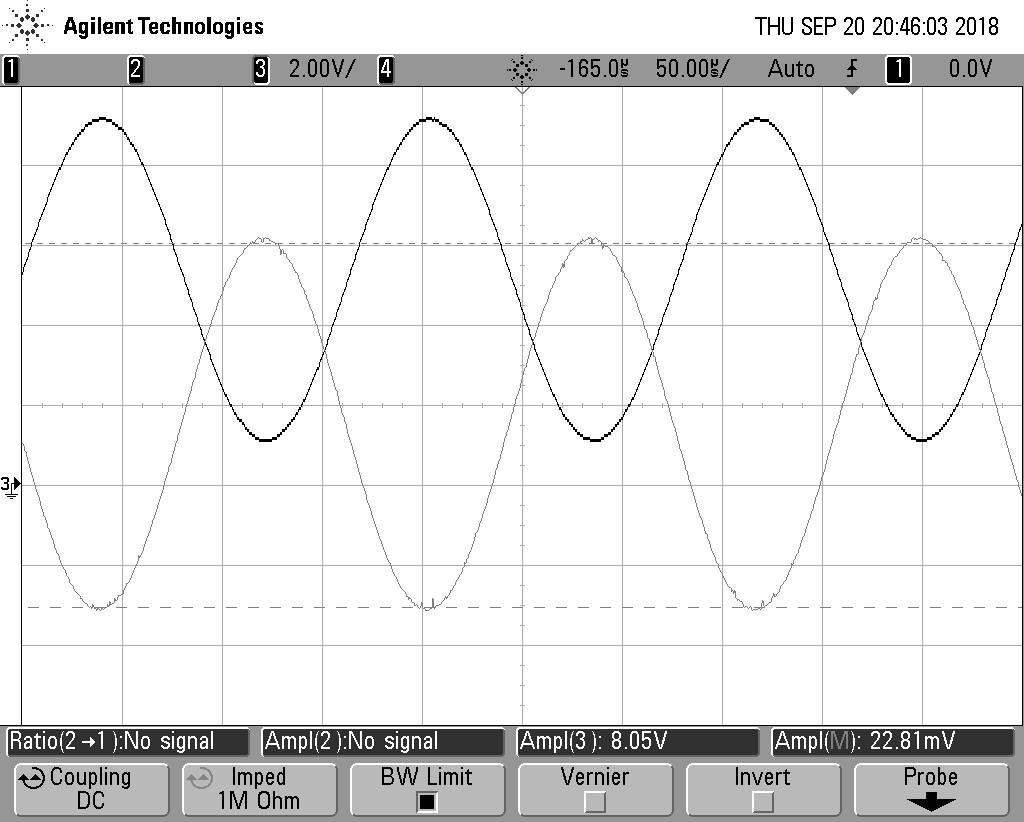 Agilent Technologies THU SEP 20 20:46:03 2018
1 2 3 2.00V/ 4 -165.0µs 50.00µs/ Auto 1 0.0V
3
Ratio(2→1):No signal Ampl(2):No signal Ampl(3): 8.05V Ampl(M): 22.81mV
Coupling Imped BW Limit Vernier Invert Probe
DC 1M Ohm